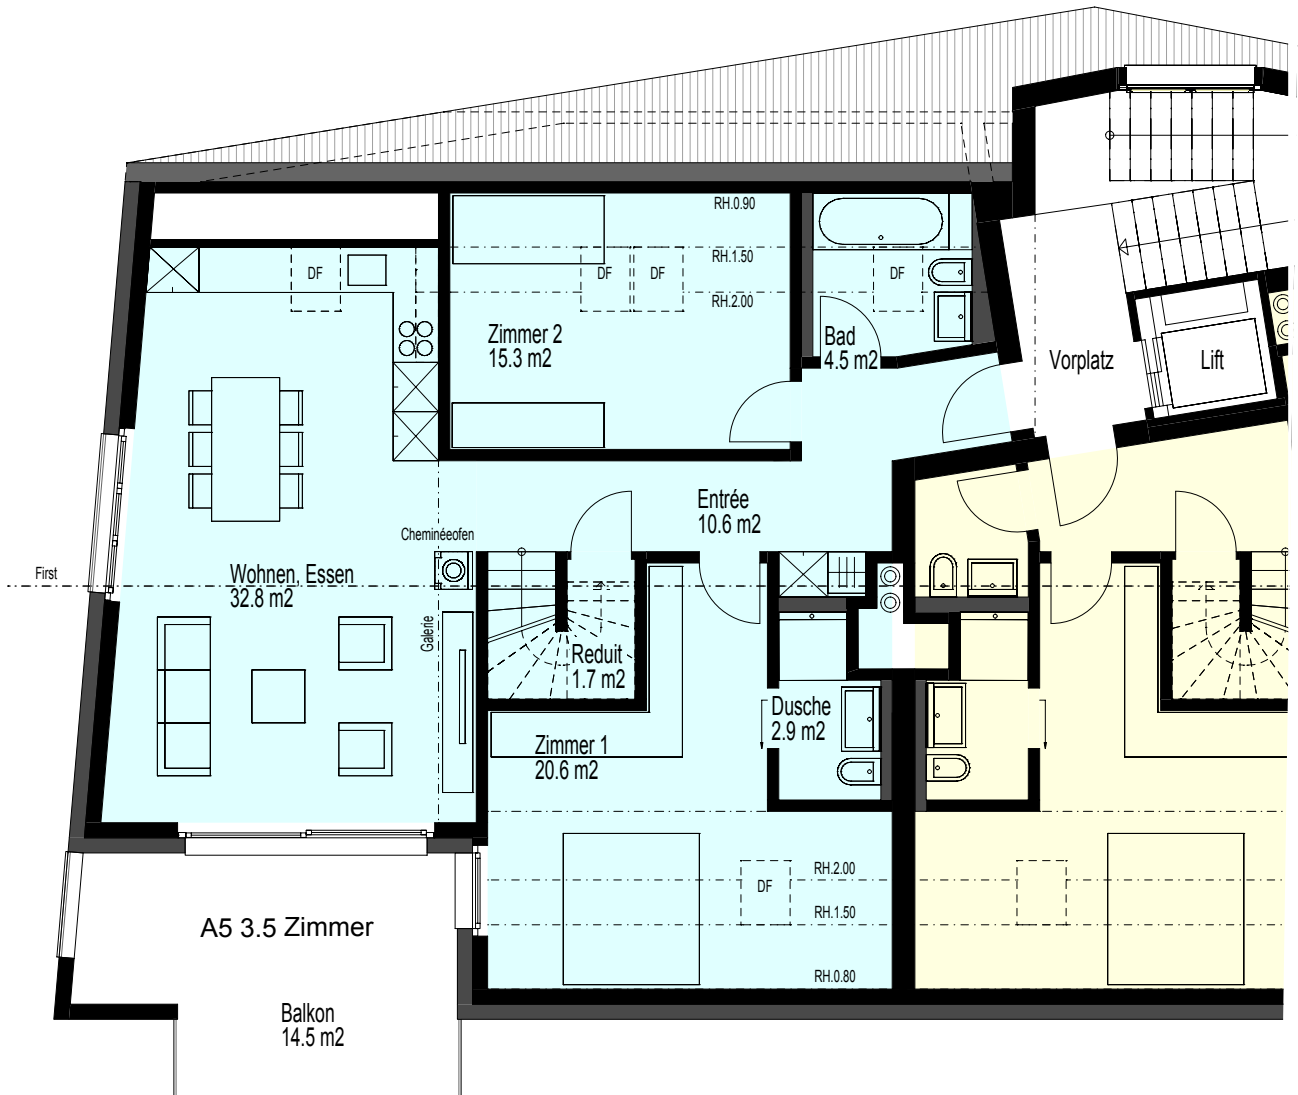 RH.0.90
RH.1.50
RH.2.00
DF
DF
DF
DF
Zimmer 2
15.3 m2
Bad
4.5 m2
Vorplatz
Lift
Entrée
10.6 m2
Cheminéeofen
First
Wohnen, Essen
32.8 m2
Galerie
Reduit
1.7 m2
Dusche
2.9 m2
Zimmer 1
20.6 m2
DF
RH.2.00
RH.1.50
RH.0.80
A5 3.5 Zimmer
Balkon
14.5 m2